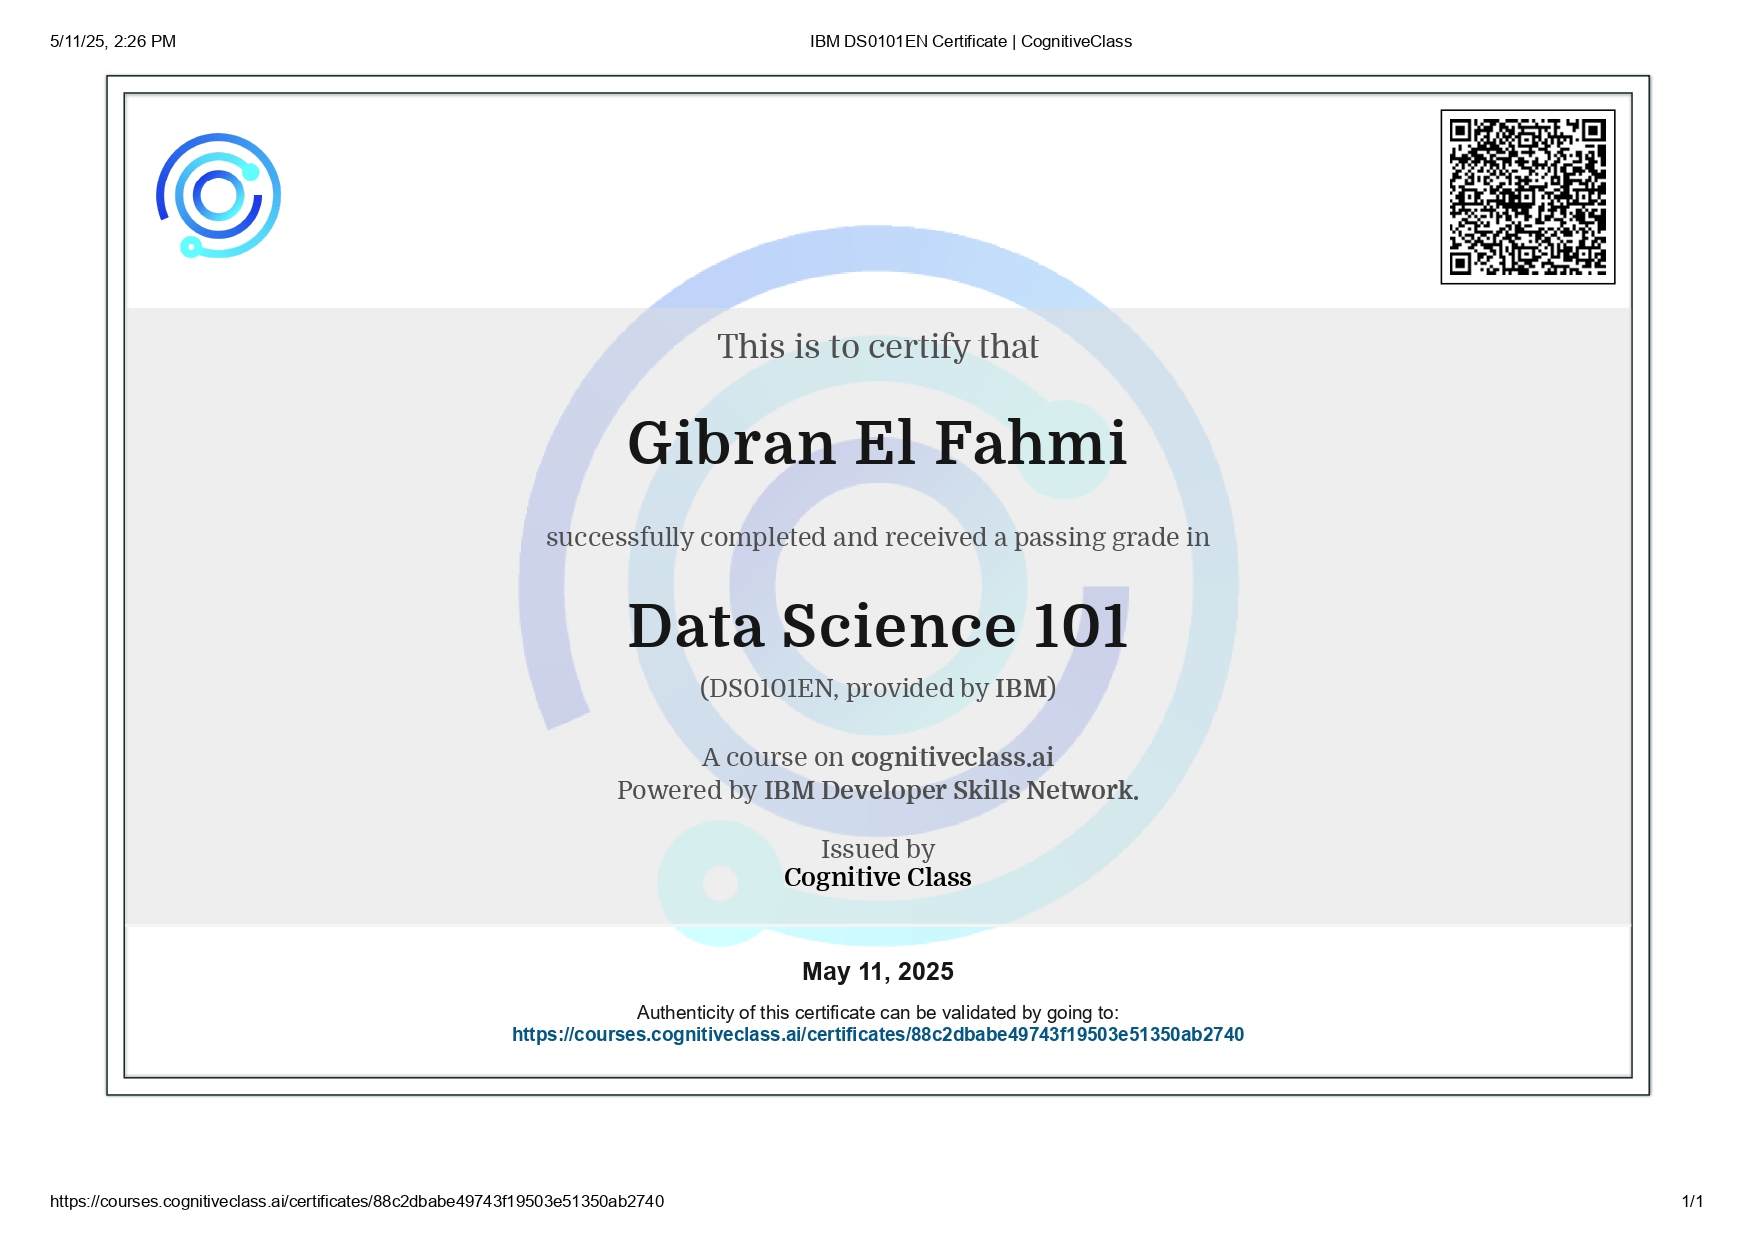 5/11/25, 2:26 PM
IBM DS0101EN Certificate | CognitiveClass
This is to certify that
Gibran El Fahmi
successfully completed and received a passing grade in
Data Science 101
(DS0101EN, provided by IBM)
A course on cognitiveclass.ai
Powered by IBM Developer Skills Network.
Issued by
Cognitive Class
May 11, 2025
Authenticity of this certificate can be validated by going to:
https://courses.cognitiveclass.ai/certificates/88c2dbabe49743f19503e51350ab2740
https://courses.cognitiveclass.ai/certificates/88c2dbabe49743f19503e51350ab2740
1/1